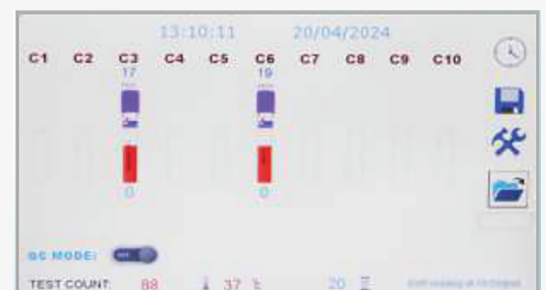 13:10:11 20/04/2024
C1 C2 C3 C4 C5 C6 C7 C8 C9 C10
17 19
0 0
QC MODE:
TEST COUNT: 88 37 °c 20